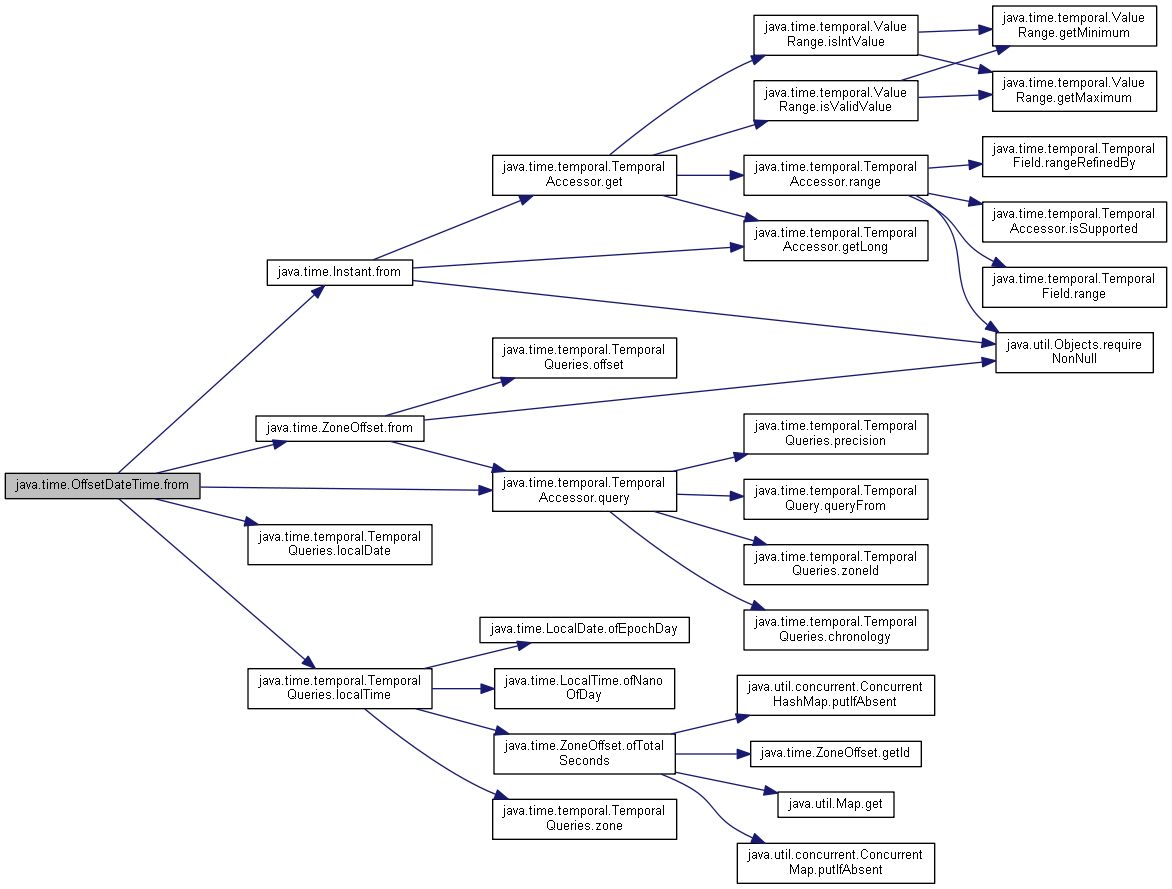 java.time.temporal.Value
Range.isIntValue
java.time.temporal.Value
Range.getMinimum
java.time.temporal.Value
Range.isValidValue
java.time.temporal.Value
Range.getMaximum
java.time.temporal.Temporal
Accessor.get
java.time.temporal.Temporal
Accessor.range
java.time.temporal.Temporal
Field.rangeRefinedBy
java.time.temporal.Temporal
Accessor.isSupported
java.time.temporal.Temporal
Accessor.getLong
java.time.Instant.from
java.time.temporal.Temporal
Field.range
java.util.Objects.require
NonNull
java.time.temporal.Temporal
Queries.offset
java.time.ZoneOffset.from
java.time.temporal.Temporal
Queries.precision
java.time.OffsetDateTime.from
java.time.temporal.Temporal
Accessor.query
java.time.temporal.Temporal
Query.queryFrom
java.time.temporal.Temporal
Queries.localDate
java.time.temporal.Temporal
Queries.zoneId
java.time.temporal.Temporal
Queries.chronology
java.time.LocalDate.ofEpochDay
java.time.temporal.Temporal
Queries.localTime
java.time.LocalTime.ofNano
OfDay
java.util.concurrent.Concurrent
HashMap.putIfAbsent
java.time.ZoneOffset.ofTotal
Seconds
java.time.ZoneOffset.getId
java.util.Map.get
java.time.temporal.Temporal
Queries.zone
java.util.concurrent.Concurrent
Map.putIfAbsent